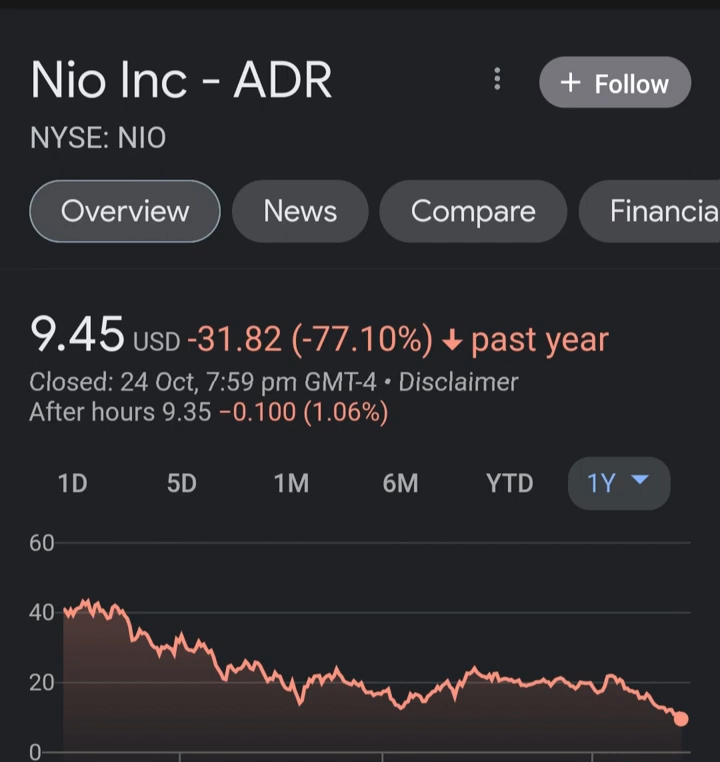 Nio Inc - ADR
+ Follow
NYSE: NIO
Overview News Compare Financia
9.45 USD -31.82 (-77.10%) ↓ past year
Closed: 24 Oct, 7:59 pm GMT-4 • Disclaimer
After hours 9.35 −0.100 (1.06%)
1D 5D 1M 6M YTD 1Y
60
40
20
0